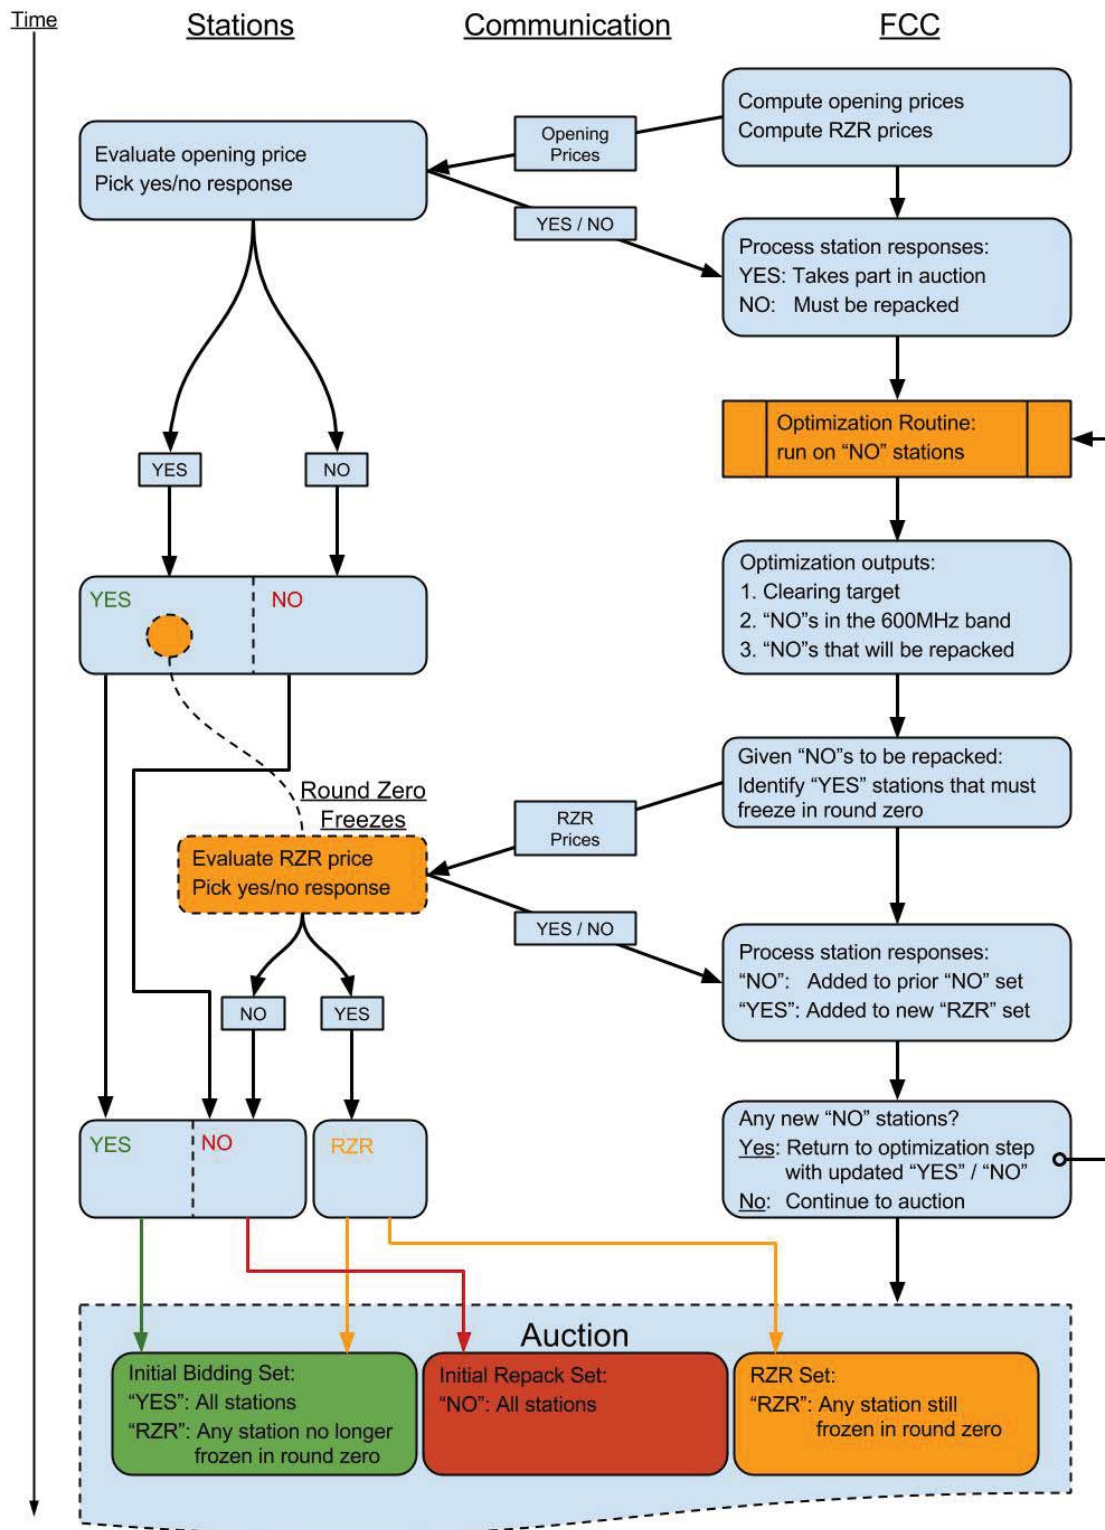 Time
Stations
Communication
FCC
Compute opening prices
Compute RZR prices
Opening
Prices
Evaluate opening price
Pick yes/no response
YES / NO
Process station responses:
YES: Takes part in auction
NO: Must be repacked
Optimization Routine:
run on “NO” stations
YES
NO
Optimization outputs:
1. Clearing target
2. “NO”s in the 600MHz band
3. “NO”s that will be repacked
YES
NO
Given “NO”s to be repacked:
Identify “YES” stations that must
freeze in round zero
Round Zero
Freezes
RZR
Prices
Evaluate RZR price
Pick yes/no response
YES / NO
Process station responses:
“NO”: Added to prior “NO” set
“YES”: Added to new “RZR” set
NO
YES
Any new “NO” stations?
Yes: Return to optimization step
with updated “YES” / “NO”
No: Continue to auction
YES
NO
RZR
Auction
Initial Bidding Set:
“YES”: All stations
“RZR”: Any station no longer
frozen in round zero
Initial Repack Set:
“NO”: All stations
RZR Set:
“RZR”: Any station still
frozen in round zero